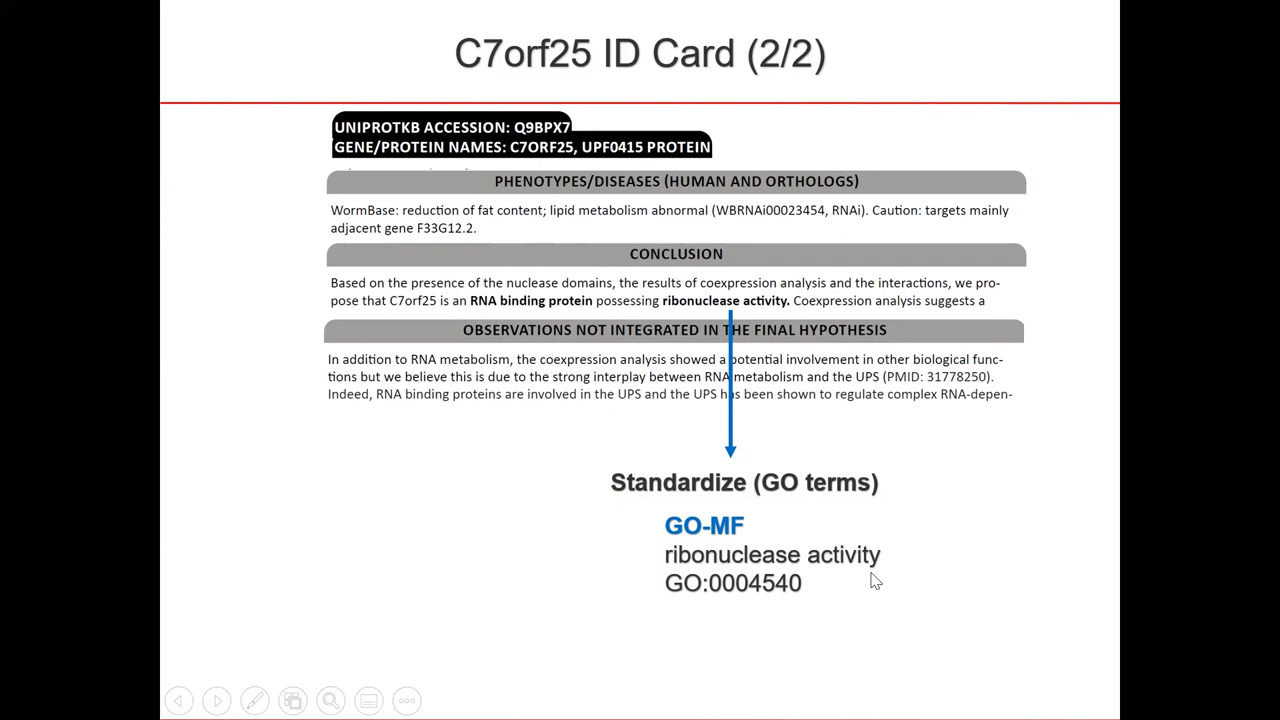 C7orf25 ID Card (2/2)
UNIPROTKB ACCESSION: Q9BPX7
GENE/PROTEIN NAMES: C7ORF25, UPF0415 PROTEIN
PHENOTYPES/DISEASES (HUMAN AND ORTHOLOGS)
WormBase: reduction of fat content; lipid metabolism abnormal (WBRNAi00023454, RNAi). Caution: targets mainly
adjacent gene F33G12.2.
CONCLUSION
Based on the presence of the nuclease domains, the results of coexpression analysis and the interactions, we pro-
pose that C7orf25 is an RNA binding protein possessing ribonuclease activity. Coexpression analysis suggests a
OBSERVATIONS NOT INTEGRATED IN THE FINAL HYPOTHESIS
In addition to RNA metabolism, the coexpression analysis showed a potential involvement in other biological func-
tions but we believe this is due to the strong interplay between RNA metabolism and the UPS (PMID: 31778250).
Indeed, RNA binding proteins are involved in the UPS and the UPS has been shown to regulate complex RNA-depen-
Standardize (GO terms)
GO-MF
ribonuclease activity
GO:0004540